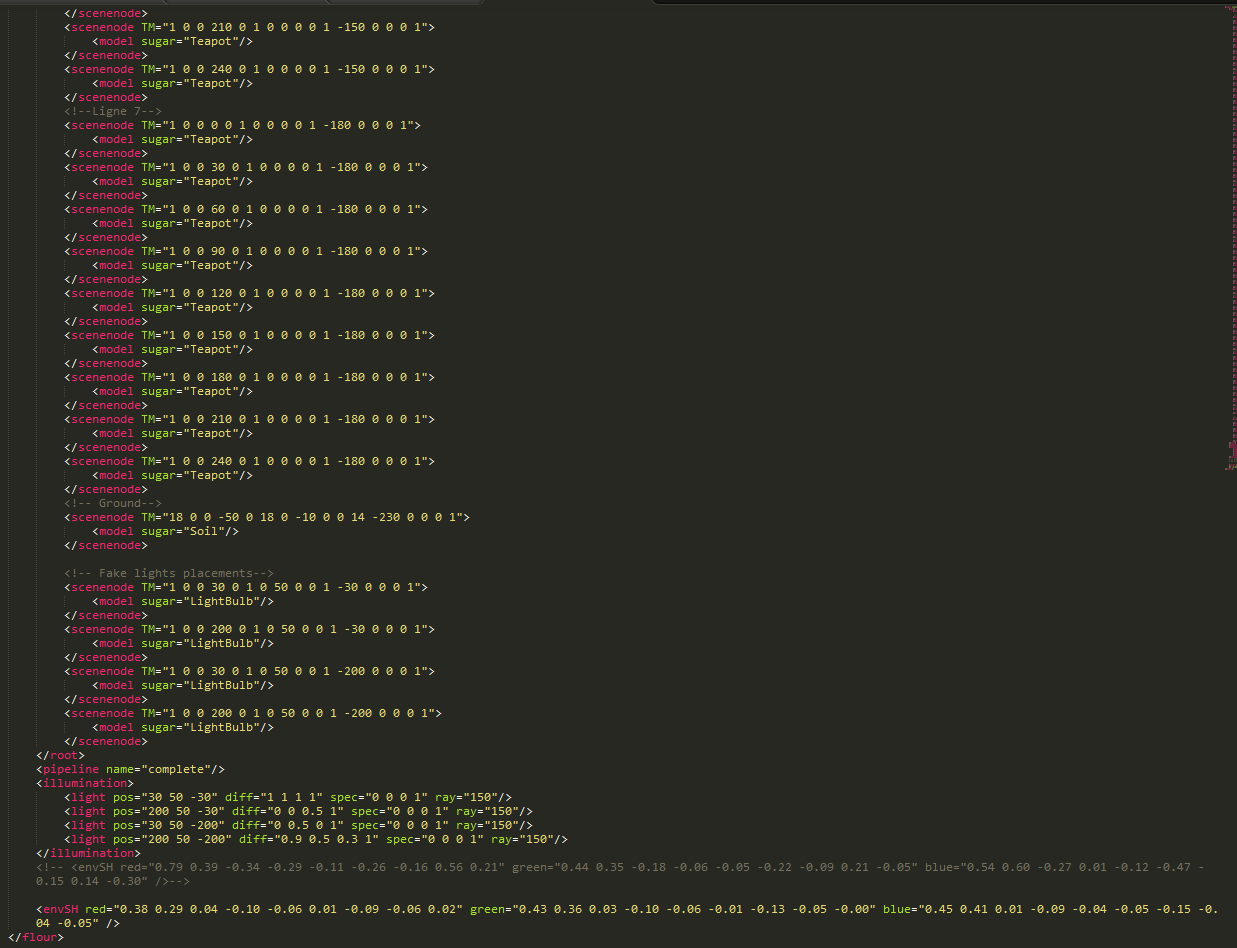 </scenenode>
<scenenode TM="1 0 0 210 0 1 0 0 0 0 1 -150 0 0 0 1">
<model sugar="Teapot"/>
</scenenode>
<scenenode TM="1 0 0 240 0 1 0 0 0 0 1 -150 0 0 0 1">
<model sugar="Teapot"/>
</scenenode>
<!--Ligne 7-->
<scenenode TM="1 0 0 0 0 1 0 0 0 0 1 -180 0 0 0 1">
<model sugar="Teapot"/>
</scenenode>
<scenenode TM="1 0 0 30 0 1 0 0 0 0 1 -180 0 0 0 1">
<model sugar="Teapot"/>
</scenenode>
<scenenode TM="1 0 0 60 0 1 0 0 0 0 1 -180 0 0 0 1">
<model sugar="Teapot"/>
</scenenode>
<scenenode TM="1 0 0 90 0 1 0 0 0 0 1 -180 0 0 0 1">
<model sugar="Teapot"/>
</scenenode>
<scenenode TM="1 0 0 120 0 1 0 0 0 0 1 -180 0 0 0 1">
<model sugar="Teapot"/>
</scenenode>
<scenenode TM="1 0 0 150 0 1 0 0 0 0 1 -180 0 0 0 1">
<model sugar="Teapot"/>
</scenenode>
<scenenode TM="1 0 0 180 0 1 0 0 0 0 1 -180 0 0 0 1">
<model sugar="Teapot"/>
</scenenode>
<scenenode TM="1 0 0 210 0 1 0 0 0 0 1 -180 0 0 0 1">
<model sugar="Teapot"/>
</scenenode>
<scenenode TM="1 0 0 240 0 1 0 0 0 0 1 -180 0 0 0 1">
<model sugar="Teapot"/>
</scenenode>
<!-- Ground-->
<scenenode TM="18 0 0 -50 0 18 0 -10 0 0 14 -230 0 0 0 1">
<model sugar="Soil"/>
</scenenode>
<!-- Fake lights placements-->
<scenenode TM="1 0 0 30 0 1 0 50 0 0 1 -30 0 0 0 1">
<model sugar="LightBulb"/>
</scenenode>
<scenenode TM="1 0 0 200 0 1 0 50 0 0 1 -30 0 0 0 1">
<model sugar="LightBulb"/>
</scenenode>
<scenenode TM="1 0 0 30 0 1 0 50 0 0 1 -200 0 0 0 1">
<model sugar="LightBulb"/>
</scenenode>
<scenenode TM="1 0 0 200 0 1 0 50 0 0 1 -200 0 0 0 1">
<model sugar="LightBulb"/>
</scenenode>
</root>
<pipeline name="complete"/>
<illumination>
<light pos="30 50 -30" diff="1 1 1 1" spec="0 0 0 1" ray="150"/>
<light pos="200 50 -30" diff="0 0 0.5 1" spec="0 0 0 1" ray="150"/>
<light pos="30 50 -200" diff="0 0.5 0 1" spec="0 0 0 1" ray="150"/>
<light pos="200 50 -200" diff="0.9 0.5 0.3 1" spec="0 0 0 1" ray="150"/>
</illumination>
<!-- <envSH red="0.79 0.39 -0.34 -0.29 -0.11 -0.26 -0.16 0.56 0.21" green="0.44 0.35 -0.18 -0.06 -0.05 -0.22 -0.09 0.21 -0.05" blue="0.54 0.60 -0.27 0.01 -0.12 -0.47 -
0.15 0.14 -0.30" />-->
<envSH red="0.38 0.29 0.04 -0.10 -0.06 0.01 -0.09 -0.06 0.02" green="0.43 0.36 0.03 -0.10 -0.06 -0.01 -0.13 -0.05 -0.00" blue="0.45 0.41 0.01 -0.09 -0.04 -0.05 -0.15 -0.
04 -0.05" />
</flour>